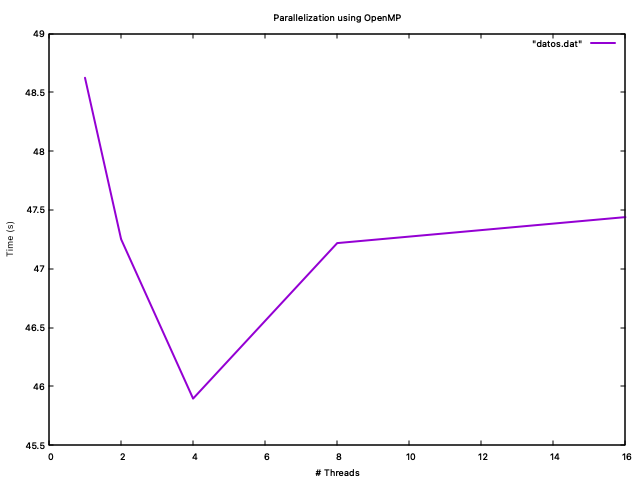 Parallelization using OpenMP
"datos.dat"
49
48.5
48
47.5
47
46.5
46
45.5
Time (s)
0 2 4 6 8 10 12 14 16
# Threads